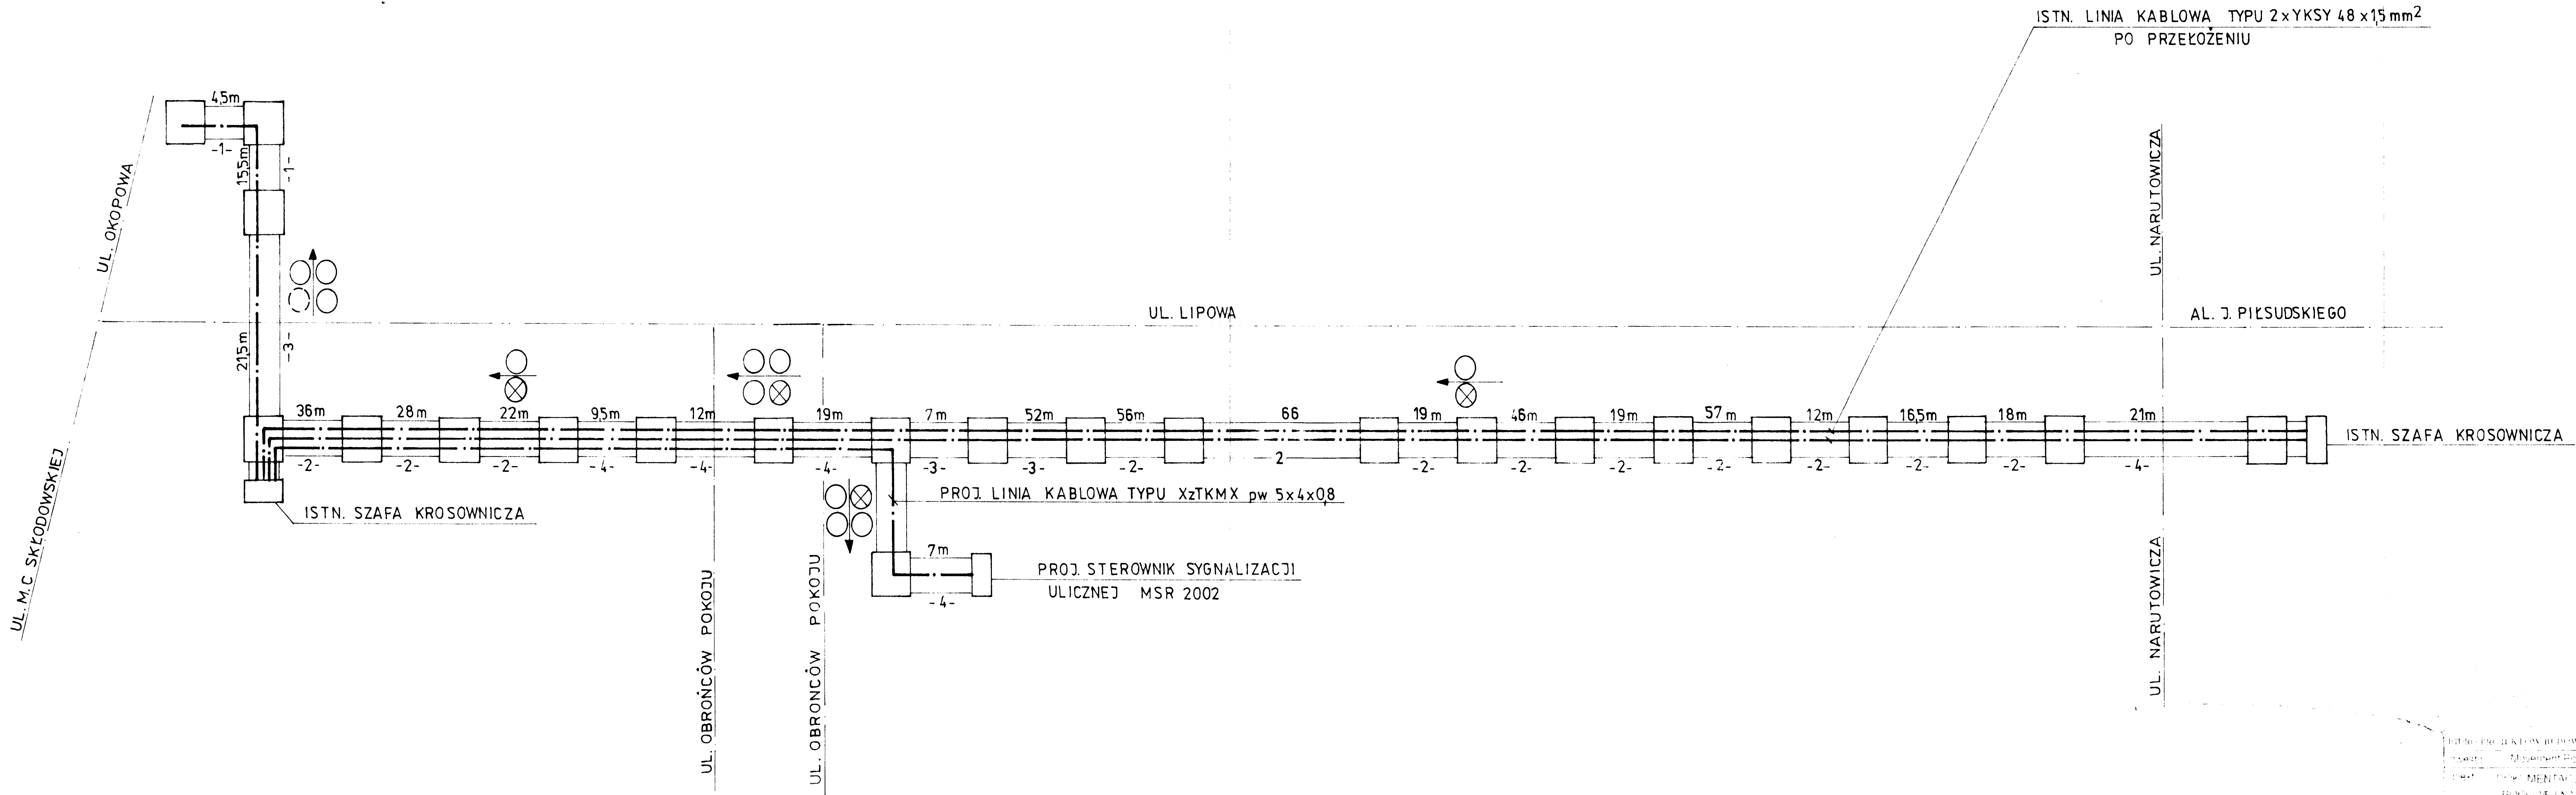 ISTN. LINIA KABLOWA TYPU 2xYKSY 48x1,5mm2
PO PRZEŁOŻENIU
4,5m
-1-
15,5m
-1-
UL. OKOPOWA
UL. NARUTOWICZA
UL. LIPOWA
AL. J. PIŁSUDSKIEGO
21,5m
-3-
36m 28m 22m 9,5m 12m 19m 7m 52m 56m 66 19m 46m 19m 57m 12m 16,5m 18m 21m
ISTN. SZAFA KROSOWNICZA
-2- -2- -2- -4- -4- -4- -3- -3- -2- 2 -2- -2- -2- -2- -2- -2- -2- -4-
PROJ. LINIA KABLOWA TYPU XzTKMX pw 5x4x0,8
ISTN. SZAFA KROSOWNICZA
UL. M.C SKŁODOWSKIEJ
7m
PROJ. STEROWNIK SYGNALIZACJI
ULICZNEJ MSR 2002
-4-
UL. OBROŃCÓW POKOJU
UL. OBROŃCÓW POKOJU
UL. NARUTOWICZA